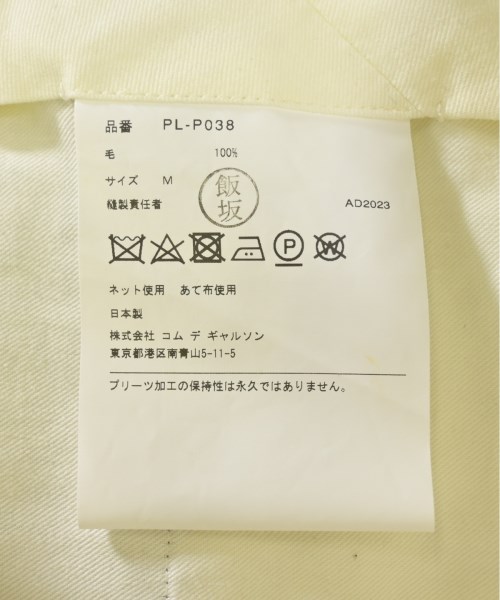 品番 PL-P038
毛 100%
サイズ M
飯坂
縫製責任者 AD2023
P W
ネット使用 あて布使用
日本製
株式会社 コム デ ギャルソン
東京都港区南青山5-11-5
プリーツ加工の保持性は永久ではありません。